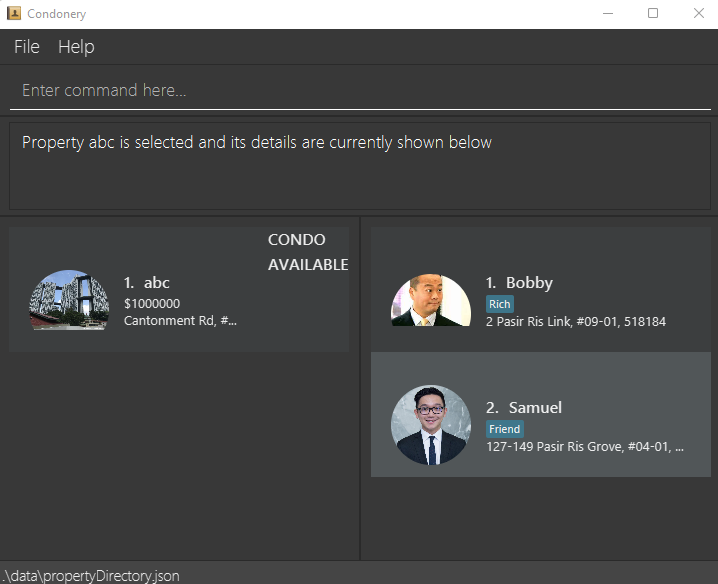 Condonery
File Help
Enter command here...
Property abc is selected and its details are currently shown below
CONDO
AVAILABLE
1. abc
$1000000
Cantonment Rd, #...
1. Bobby
Rich
2 Pasir Ris Link, #09-01, 518184
2. Samuel
Friend
127-149 Pasir Ris Grove, #04-01, ...
.\data\propertyDirectory.json